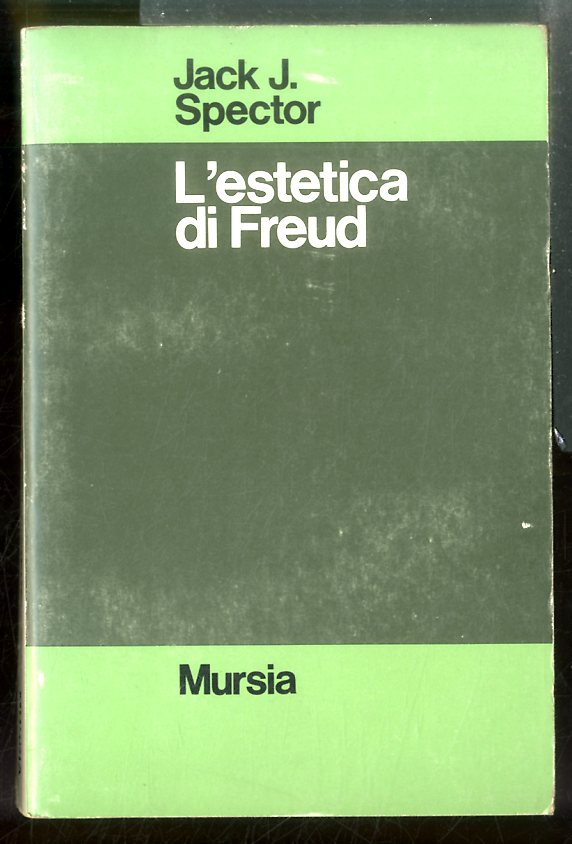 Jack J.
Spector
L'estetica
di Freud
Mursia